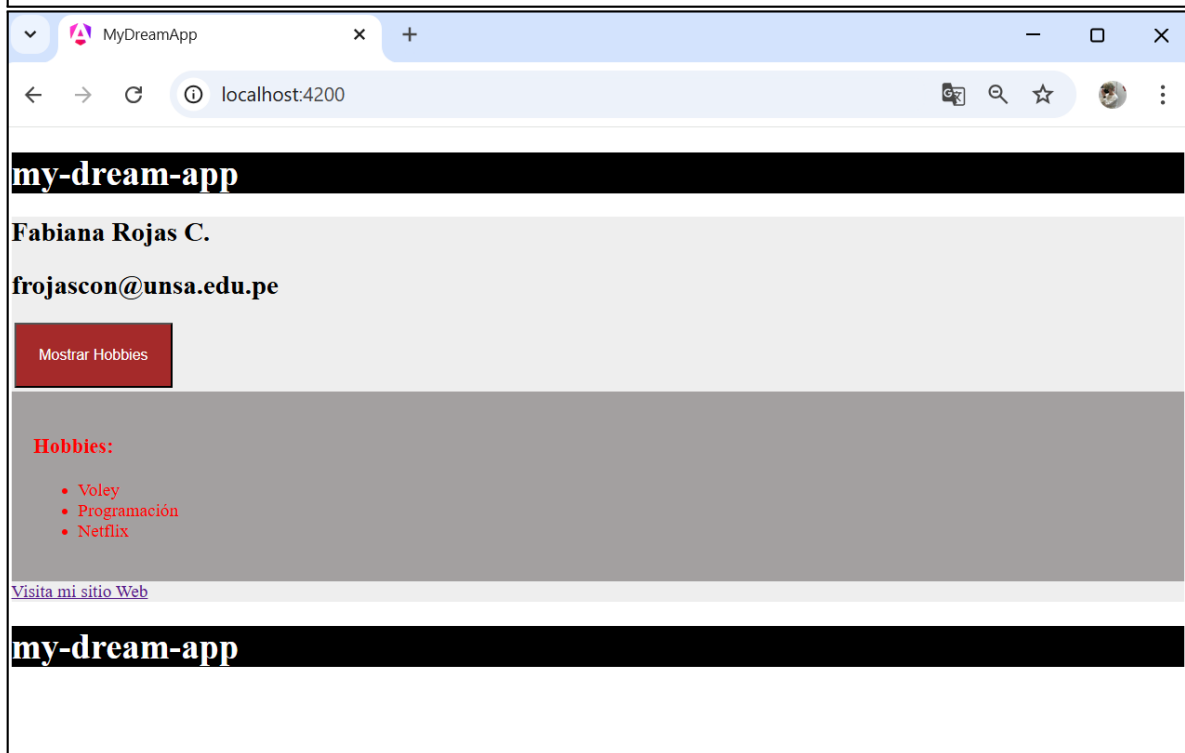 MyDreamApp
localhost:4200
my-dream-app
Fabiana Rojas C.
frojascon@unsa.edu.pe
Mostrar Hobbies
Hobbies:
Voley
Programación
Netflix
Visita mi sitio Web
my-dream-app